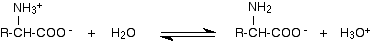 NH₃⁺ NH₂
R-CH-COO⁻ + H₂O ⇌ R-CH-COO⁻ + H₃O⁺